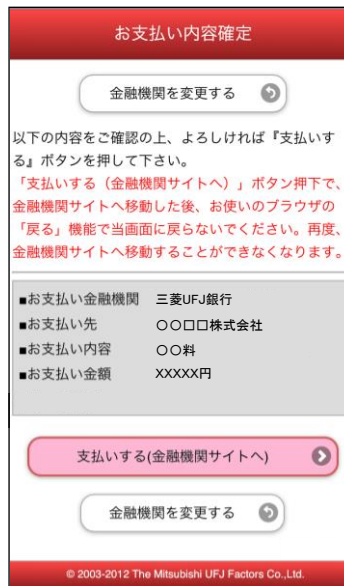 お支払い内容確定
金融機関を変更する
以下の内容をご確認の上、よろしければ『支払いす
る』ボタンを押して下さい。
「支払いする（金融機関サイトへ）」ボタン押下で、
金融機関サイトへ移動した後、お使いのブラウザの
「戻る」機能で当画面に戻らないでください。再度、
金融機関サイトへ移動することができなくなります。
■お支払い金融機関 三菱UFJ銀行
■お支払い先 〇〇□□株式会社
■お支払い内容 〇〇料
■お支払い金額 XXXXX円
支払いする(金融機関サイトへ)
金融機関を変更する
© 2003-2012 The Mitsubishi UFJ Factors Co.,Ltd.